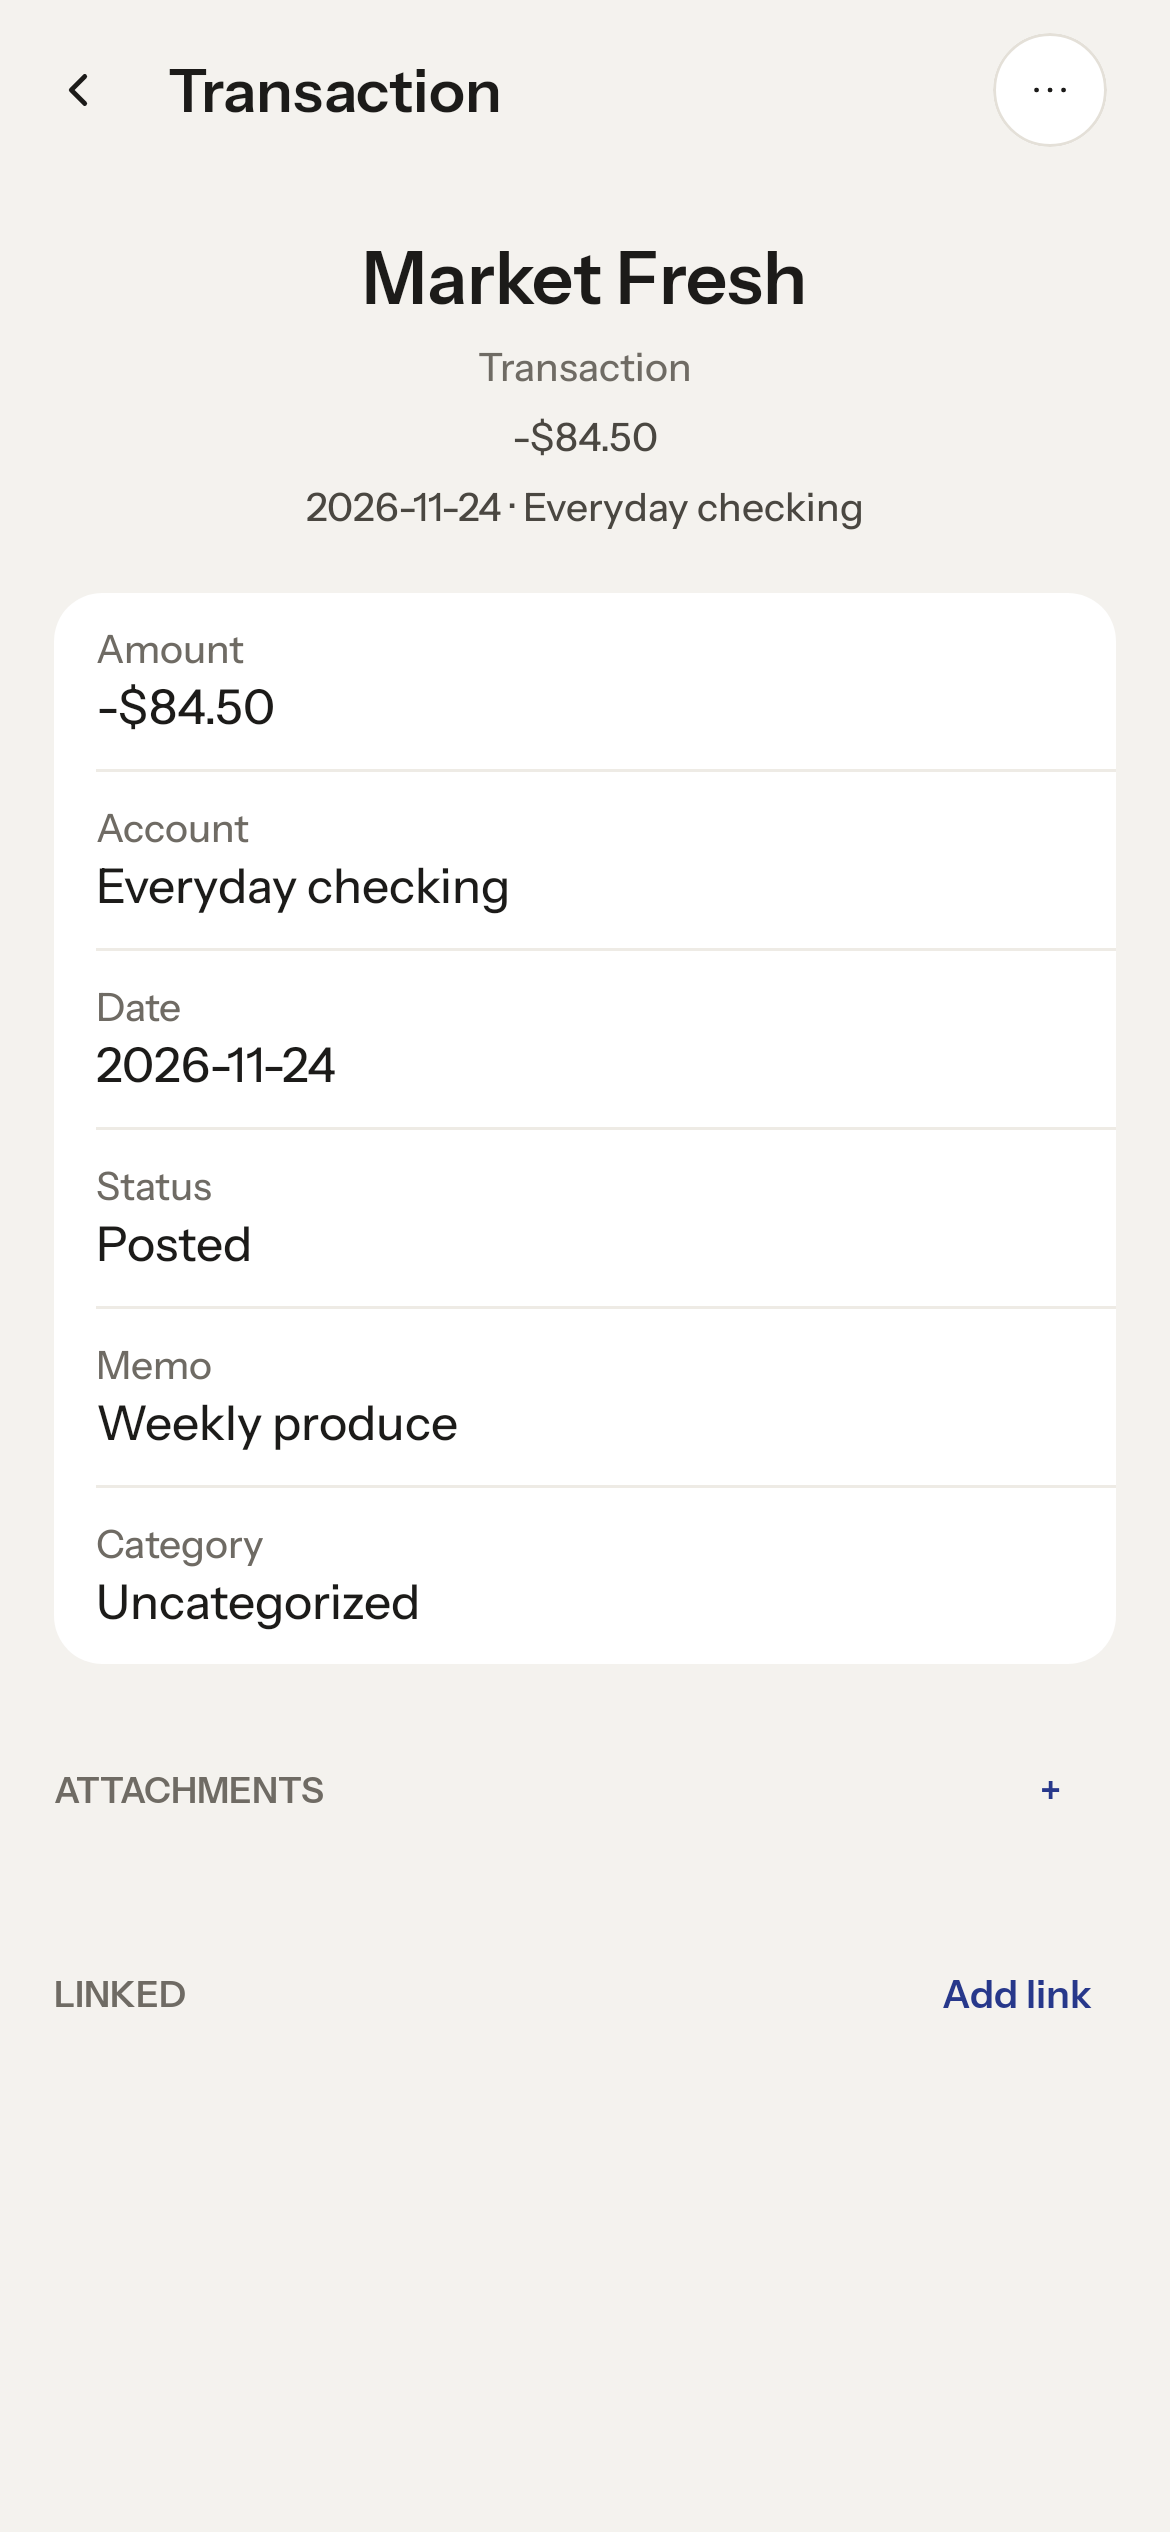 Transaction
...
Market Fresh
Transaction
-$84.50
2026-11-24 · Everyday checking
Amount
-$84.50
Account
Everyday checking
Date
2026-11-24
Status
Posted
Memo
Weekly produce
Category
Uncategorized
ATTACHMENTS +
LINKED Add link